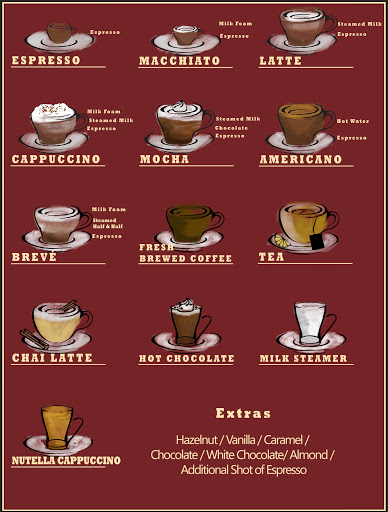 Espresso
ESPRESSO
Milk Foam
Espresso
MACCHIATO
Steamed Milk
Espresso
LATTE
Milk Foam
Steamed Milk
Espresso
CAPPUCCINO
Steamed Milk
Chocolate
Espresso
MOCHA
Hot Water
Espresso
AMERICANO
Milk Foam
Steamed
Half & Half
Espresso
BREVÉ
FRESH
BREWED COFFEE
TEA
CHAI LATTE
HOT CHOCOLATE
MILK STEAMER
NUTELLA CAPPUCCINO
Extras
Hazelnut / Vanilla / Caramel /
Chocolate / White Chocolate/ Almond /
Additional Shot of Espresso